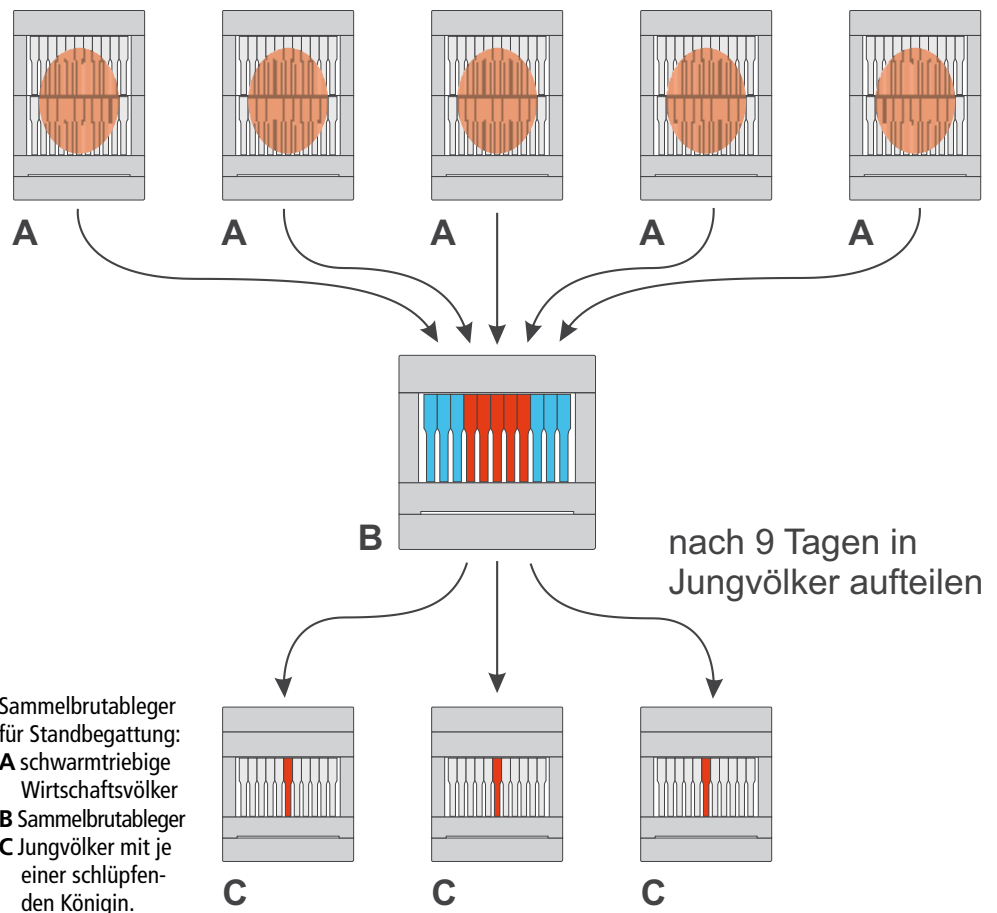 A A A A A
B
nach 9 Tagen in
Jungvölker aufteilen
Sammelbrutableger
für Standbegattung:
A schwarmtriebige
Wirtschaftsvölker
B Sammelbrutableger
C Jungvölker mit je
einer schlüpfen-
den Königin.
C C C